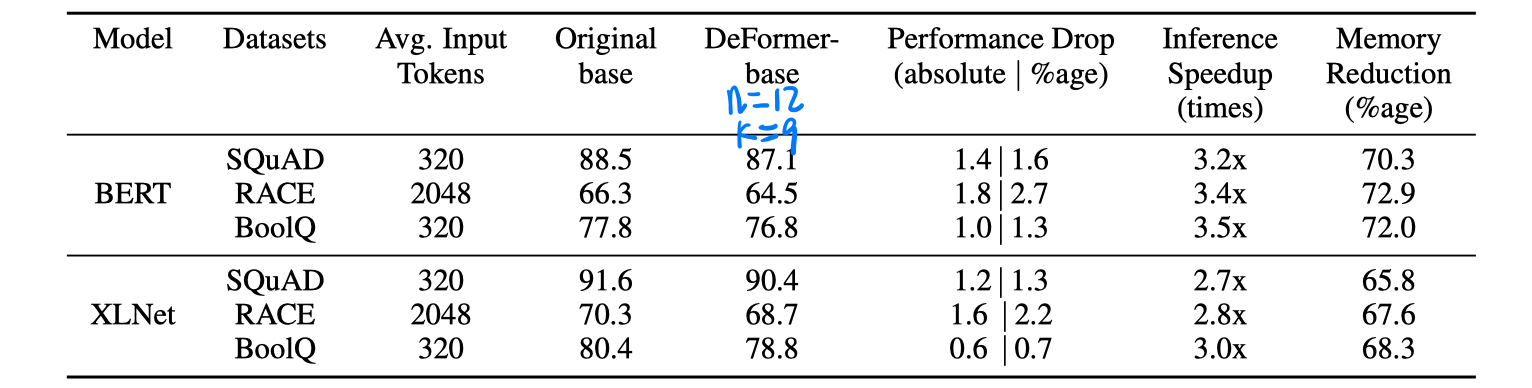 Model Datasets Avg. Input Original DeFormer- Performance Drop Inference Memory
Tokens base base (absolute | %age) Speedup Reduction
(times) (%age)
n=12
k=9
SQuAD 320 88.5 87.1 1.4 | 1.6 3.2x 70.3
BERT RACE 2048 66.3 64.5 1.8 | 2.7 3.4x 72.9
BoolQ 320 77.8 76.8 1.0 | 1.3 3.5x 72.0
SQuAD 320 91.6 90.4 1.2 | 1.3 2.7x 65.8
XLNet RACE 2048 70.3 68.7 1.6 | 2.2 2.8x 67.6
BoolQ 320 80.4 78.8 0.6 | 0.7 3.0x 68.3